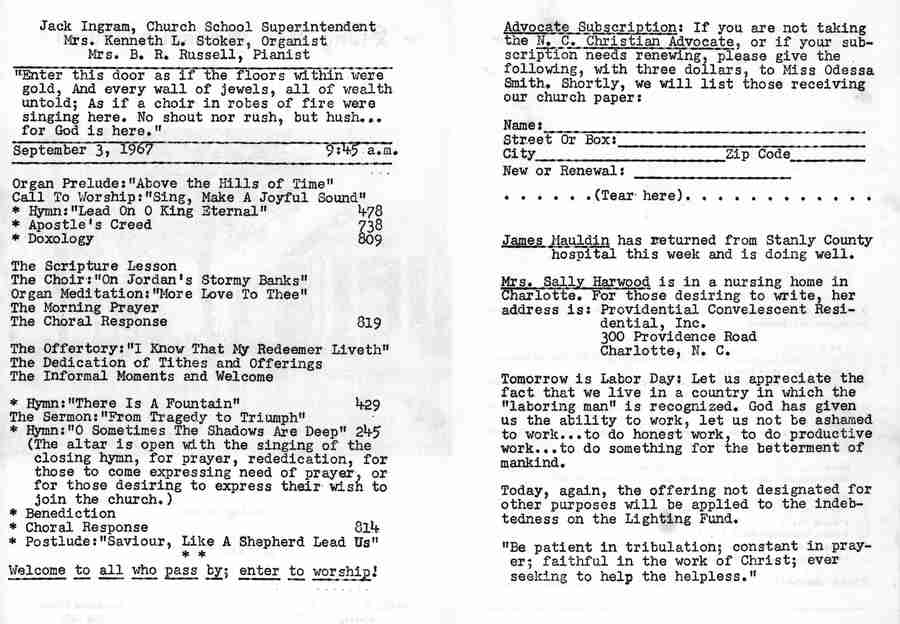 Jack Ingram, Church School Superintendent
Mrs. Kenneth L. Stoker, Organist
Mrs. B. R. Russell, Pianist
"Enter this door as if the floors within were
gold, And every wall of jewels, all of wealth
untold; As if a choir in robes of fire were
singing here. No shout nor rush, but hush...
for God is here."
September 3, 1967 9:45 a.m.
Organ Prelude:"Above the Hills of Time"
Call To Worship:"Sing, Make A Joyful Sound"
* Hymn:"Lead On O King Eternal" 478
* Apostle's Creed 738
* Doxology 809
The Scripture Lesson
The Choir:"On Jordan's Stormy Banks"
Organ Meditation:"More Love To Thee"
The Morning Prayer
The Choral Response 819
The Offertory:"I Know That My Redeemer Liveth"
The Dedication of Tithes and Offerings
The Informal Moments and Welcome
* Hymn:"There Is A Fountain" 429
The Sermon:"From Tragedy to Triumph"
* Hymn:"O Sometimes The Shadows Are Deep" 245
(The altar is open with the singing of the
closing hymn, for prayer, rededication, for
those to come expressing need of prayer, or
for those desiring to express their wish to
join the church.)
* Benediction
* Choral Response 814
* Postlude:"Saviour, Like A Shepherd Lead Us"
* *
Welcome to all who pass by; enter to worship!
Advocate Subscription: If you are not taking
the N. C. Christian Advocate, or if your sub-
scription needs renewing, please give the
following, with three dollars, to Miss Odessa
Smith. Shortly, we will list those receiving
our church paper:
Name:
Street Or Box:
City Zip Code
New or Renewal:
. . . . . .(Tear here). . . . . . . . . . . .
James Mauldin has returned from Stanly County
hospital this week and is doing well.
Mrs. Sally Harwood is in a nursing home in
Charlotte. For those desiring to write, her
address is: Providential Convelescent Resi-
dential, Inc.
300 Providence Road
Charlotte, N. C.
Tomorrow is Labor Day: Let us appreciate the
fact that we live in a country in which the
"laboring man" is recognized. God has given
us the ability to work, let us not be ashamed
to work...to do honest work, to do productive
work...to do something for the betterment of
mankind.
Today, again, the offering not designated for
other purposes will be applied to the indeb-
tedness on the Lighting Fund.
"Be patient in tribulation; constant in pray-
er; faithful in the work of Christ; ever
seeking to help the helpless."